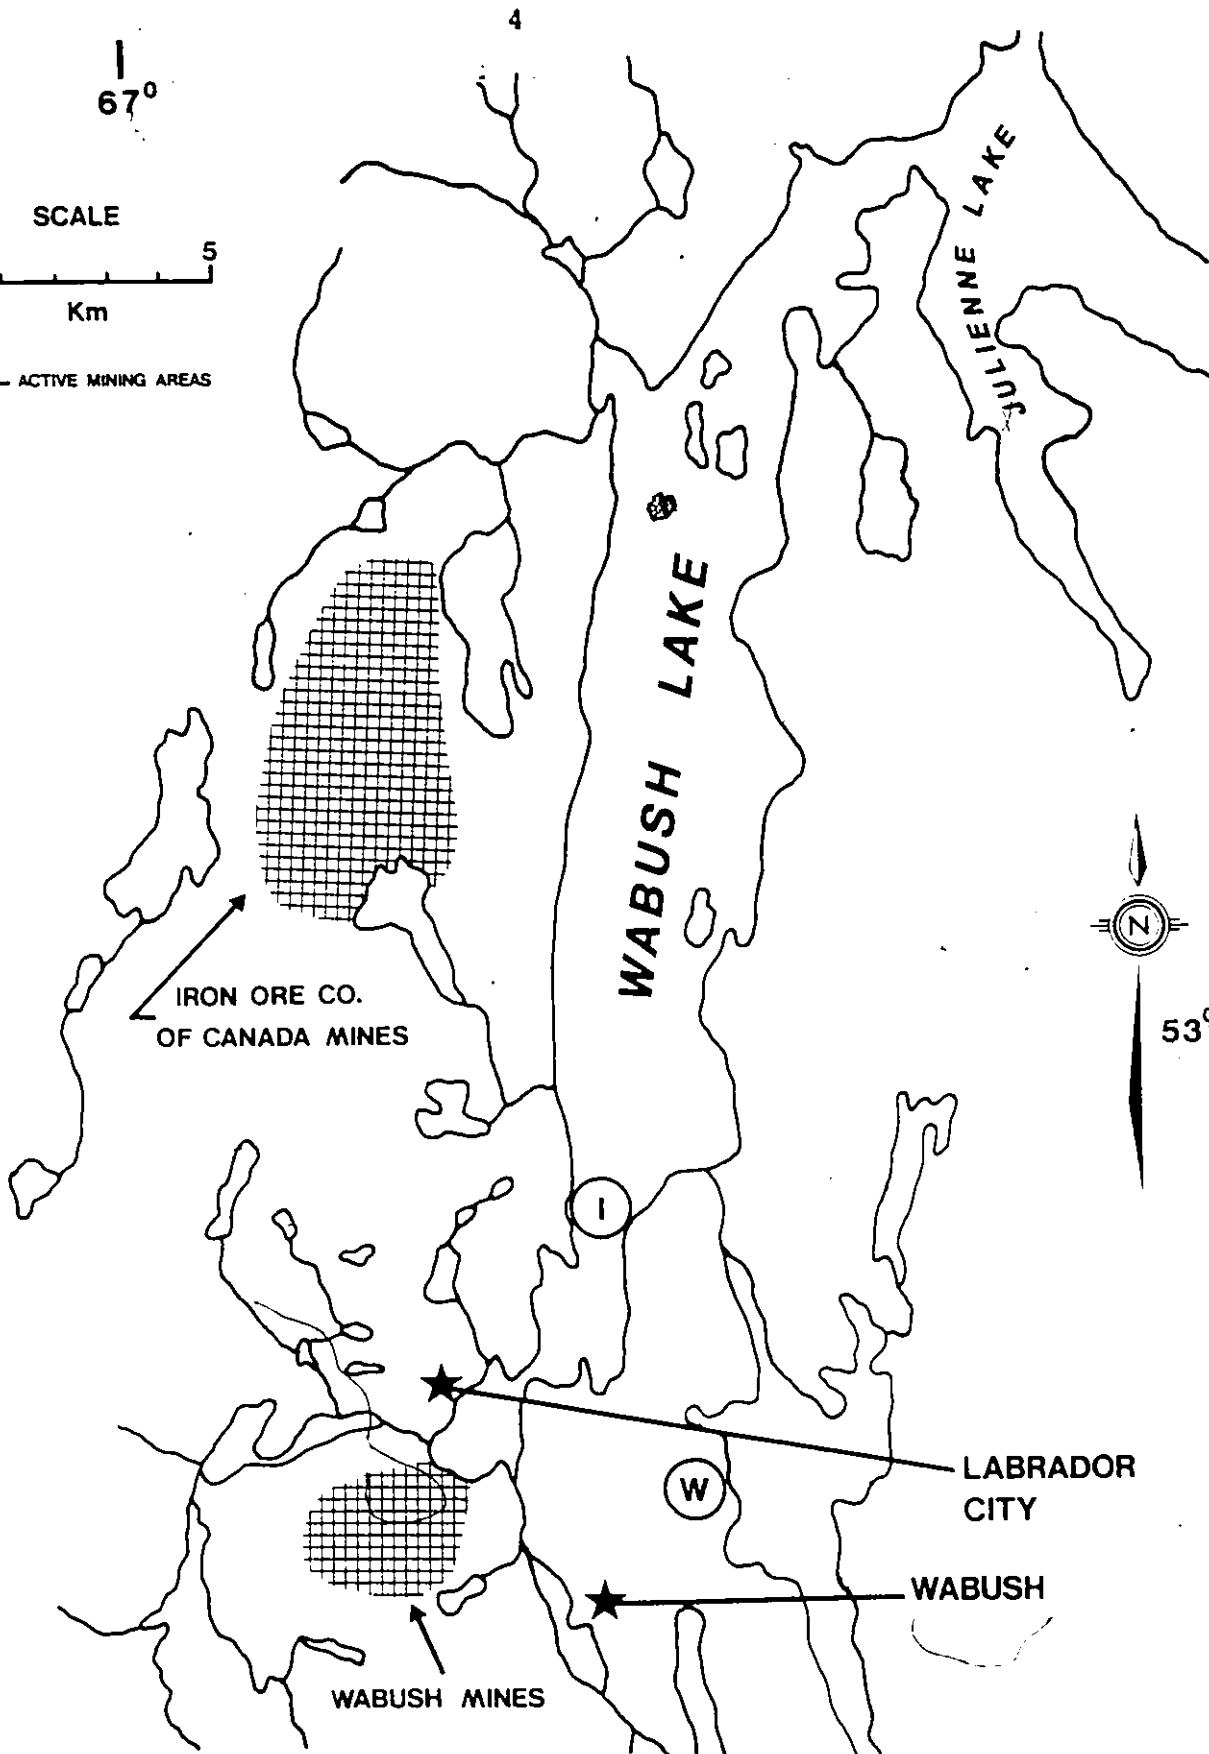 4
67°
SCALE
5
Km
ACTIVE MINING AREAS
JULIENNE LAKE
WABUSH LAKE
N
53°
IRON ORE CO.
OF CANADA MINES
I
LABRADOR
CITY
W
WABUSH
WABUSH MINES